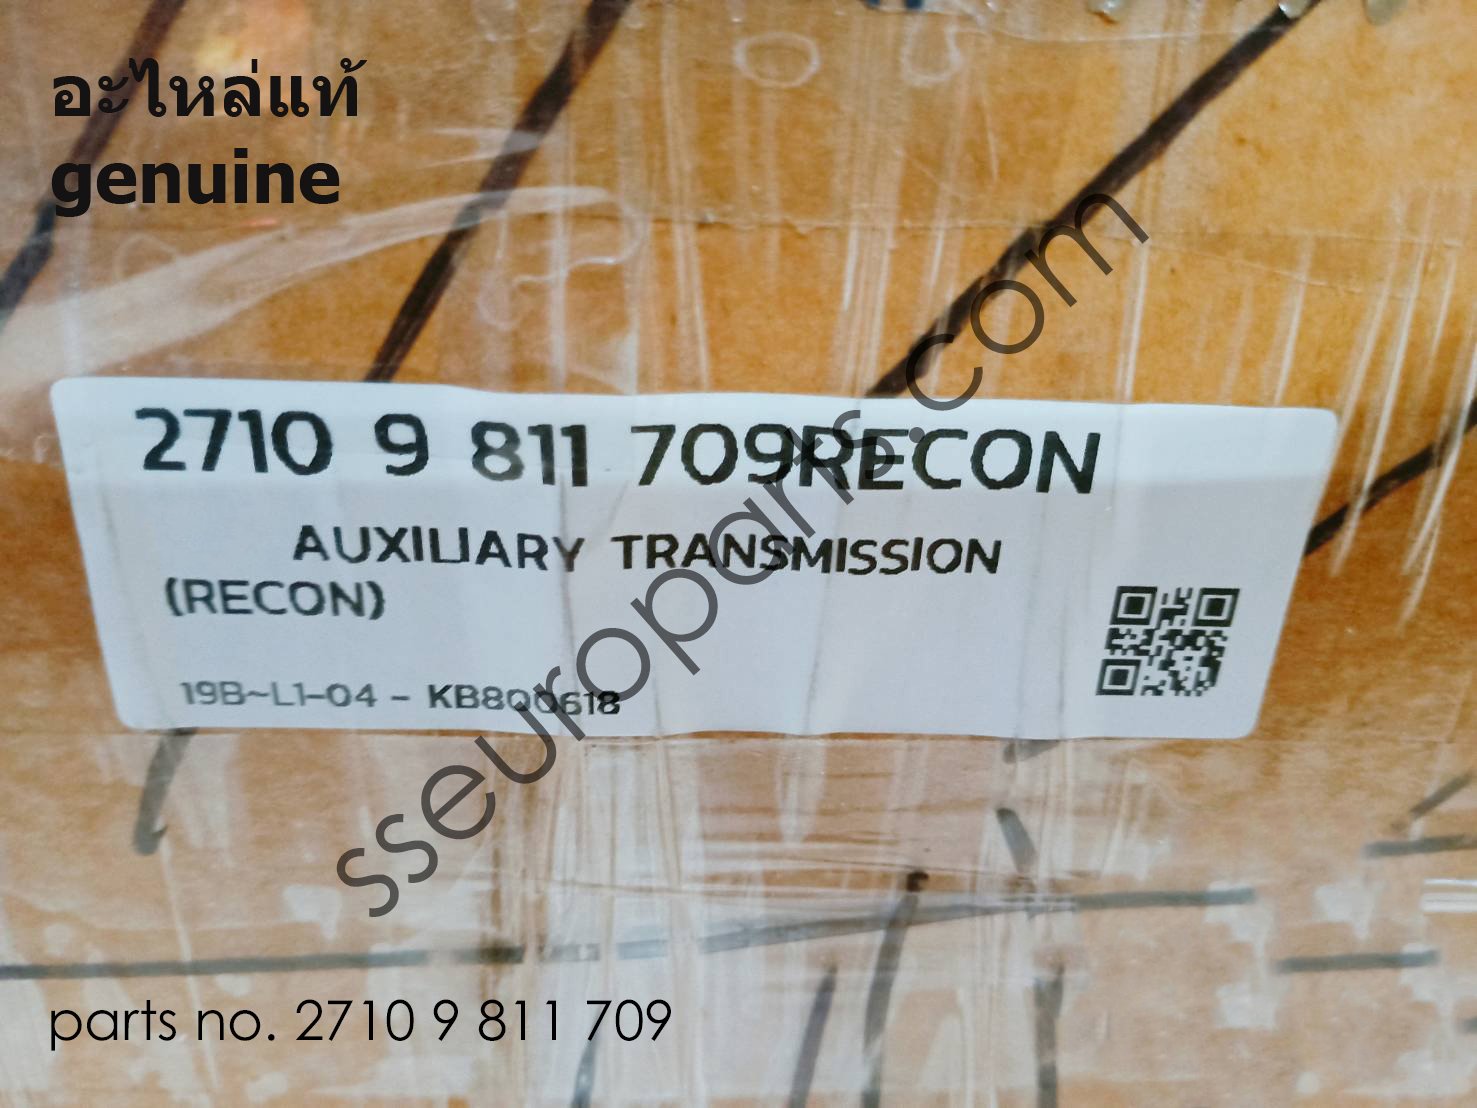 อะไหล่แท้
genuine
2710 9 811 709RECON
AUXILIARY TRANSMISSION
(RECON)
19B~L1-04 - KB800618
sseuroparts.com
parts no. 2710 9 811 709